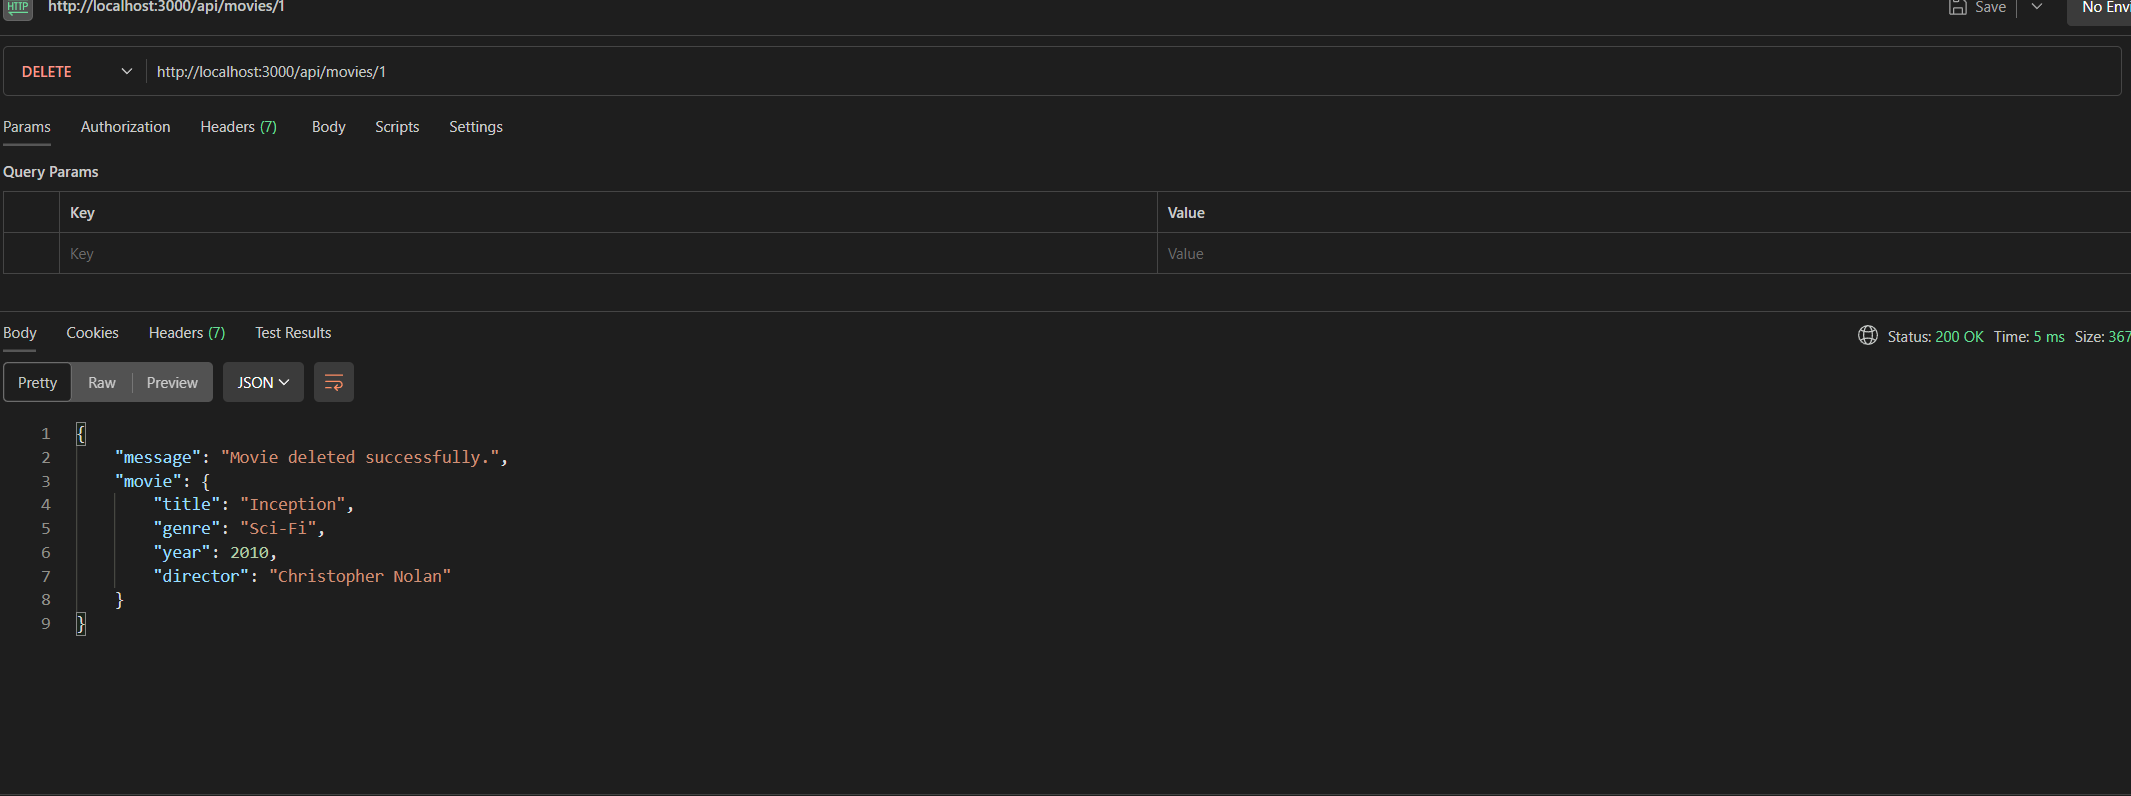 HTTP http://localhost:3000/api/movies/1 Save No Envi
DELETE http://localhost:3000/api/movies/1
Params Authorization Headers (7) Body Scripts Settings
Query Params
Key Value
Key Value
Body Cookies Headers (7) Test Results Status: 200 OK Time: 5 ms Size: 367
Pretty Raw Preview JSON
1 {
2 "message": "Movie deleted successfully.",
3 "movie": {
4 "title": "Inception",
5 "genre": "Sci-Fi",
6 "year": 2010,
7 "director": "Christopher Nolan"
8 }
9 }